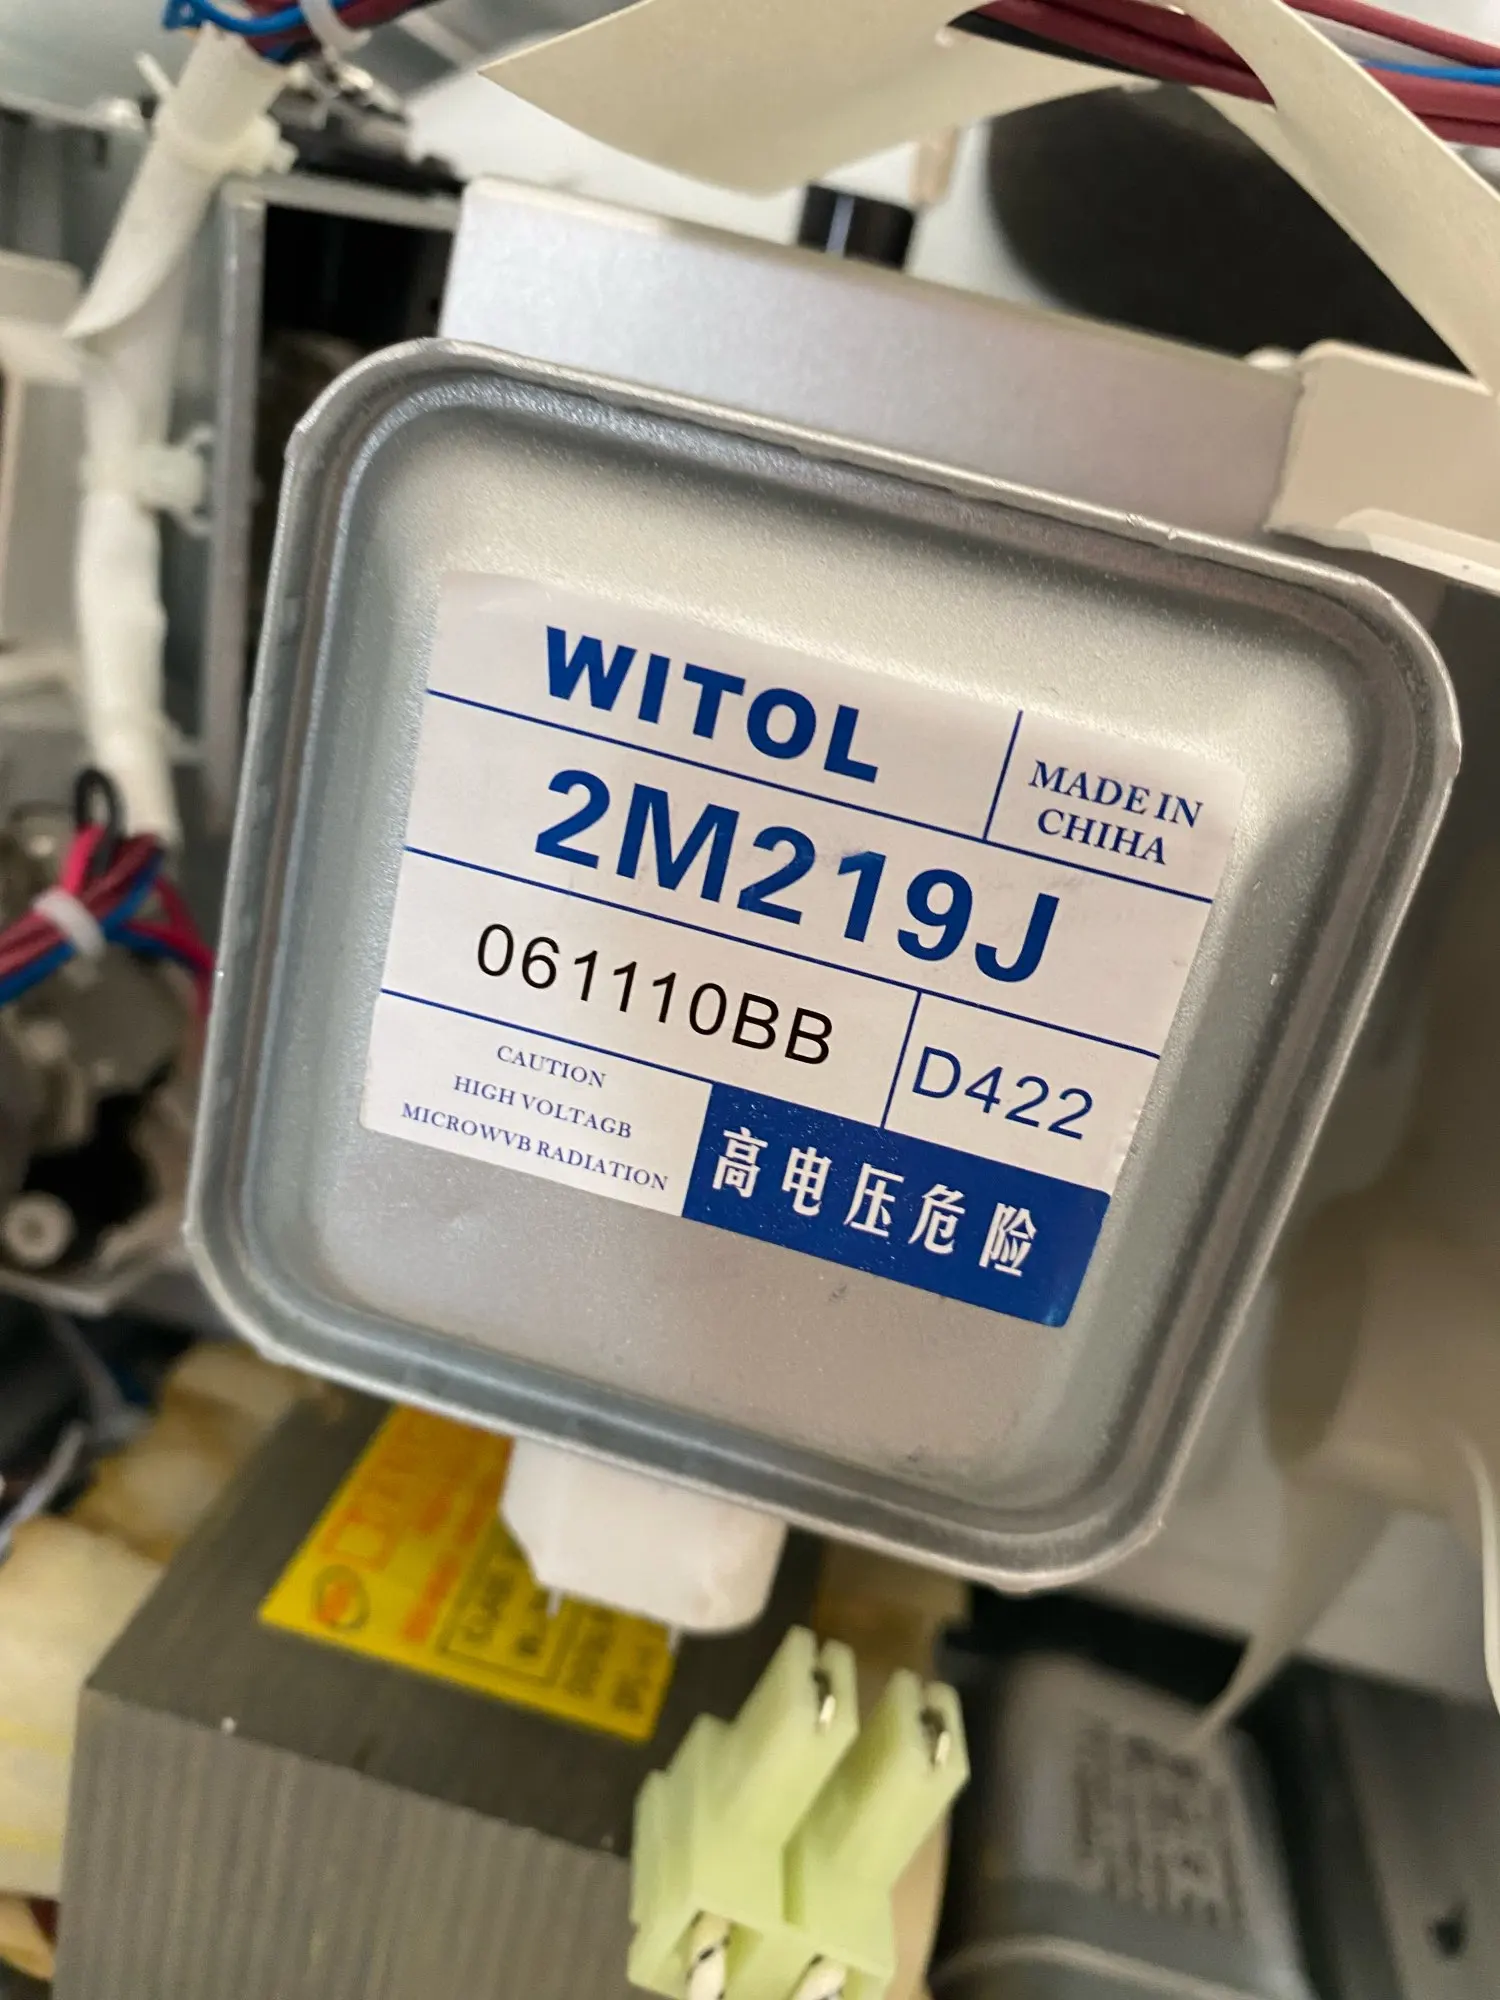 WITOL
MADE IN
CHIHA
2M219J
061110BB
D422
CAUTION
HIGH VOLTAGB
MICROWVB RADIATION
高电压危险